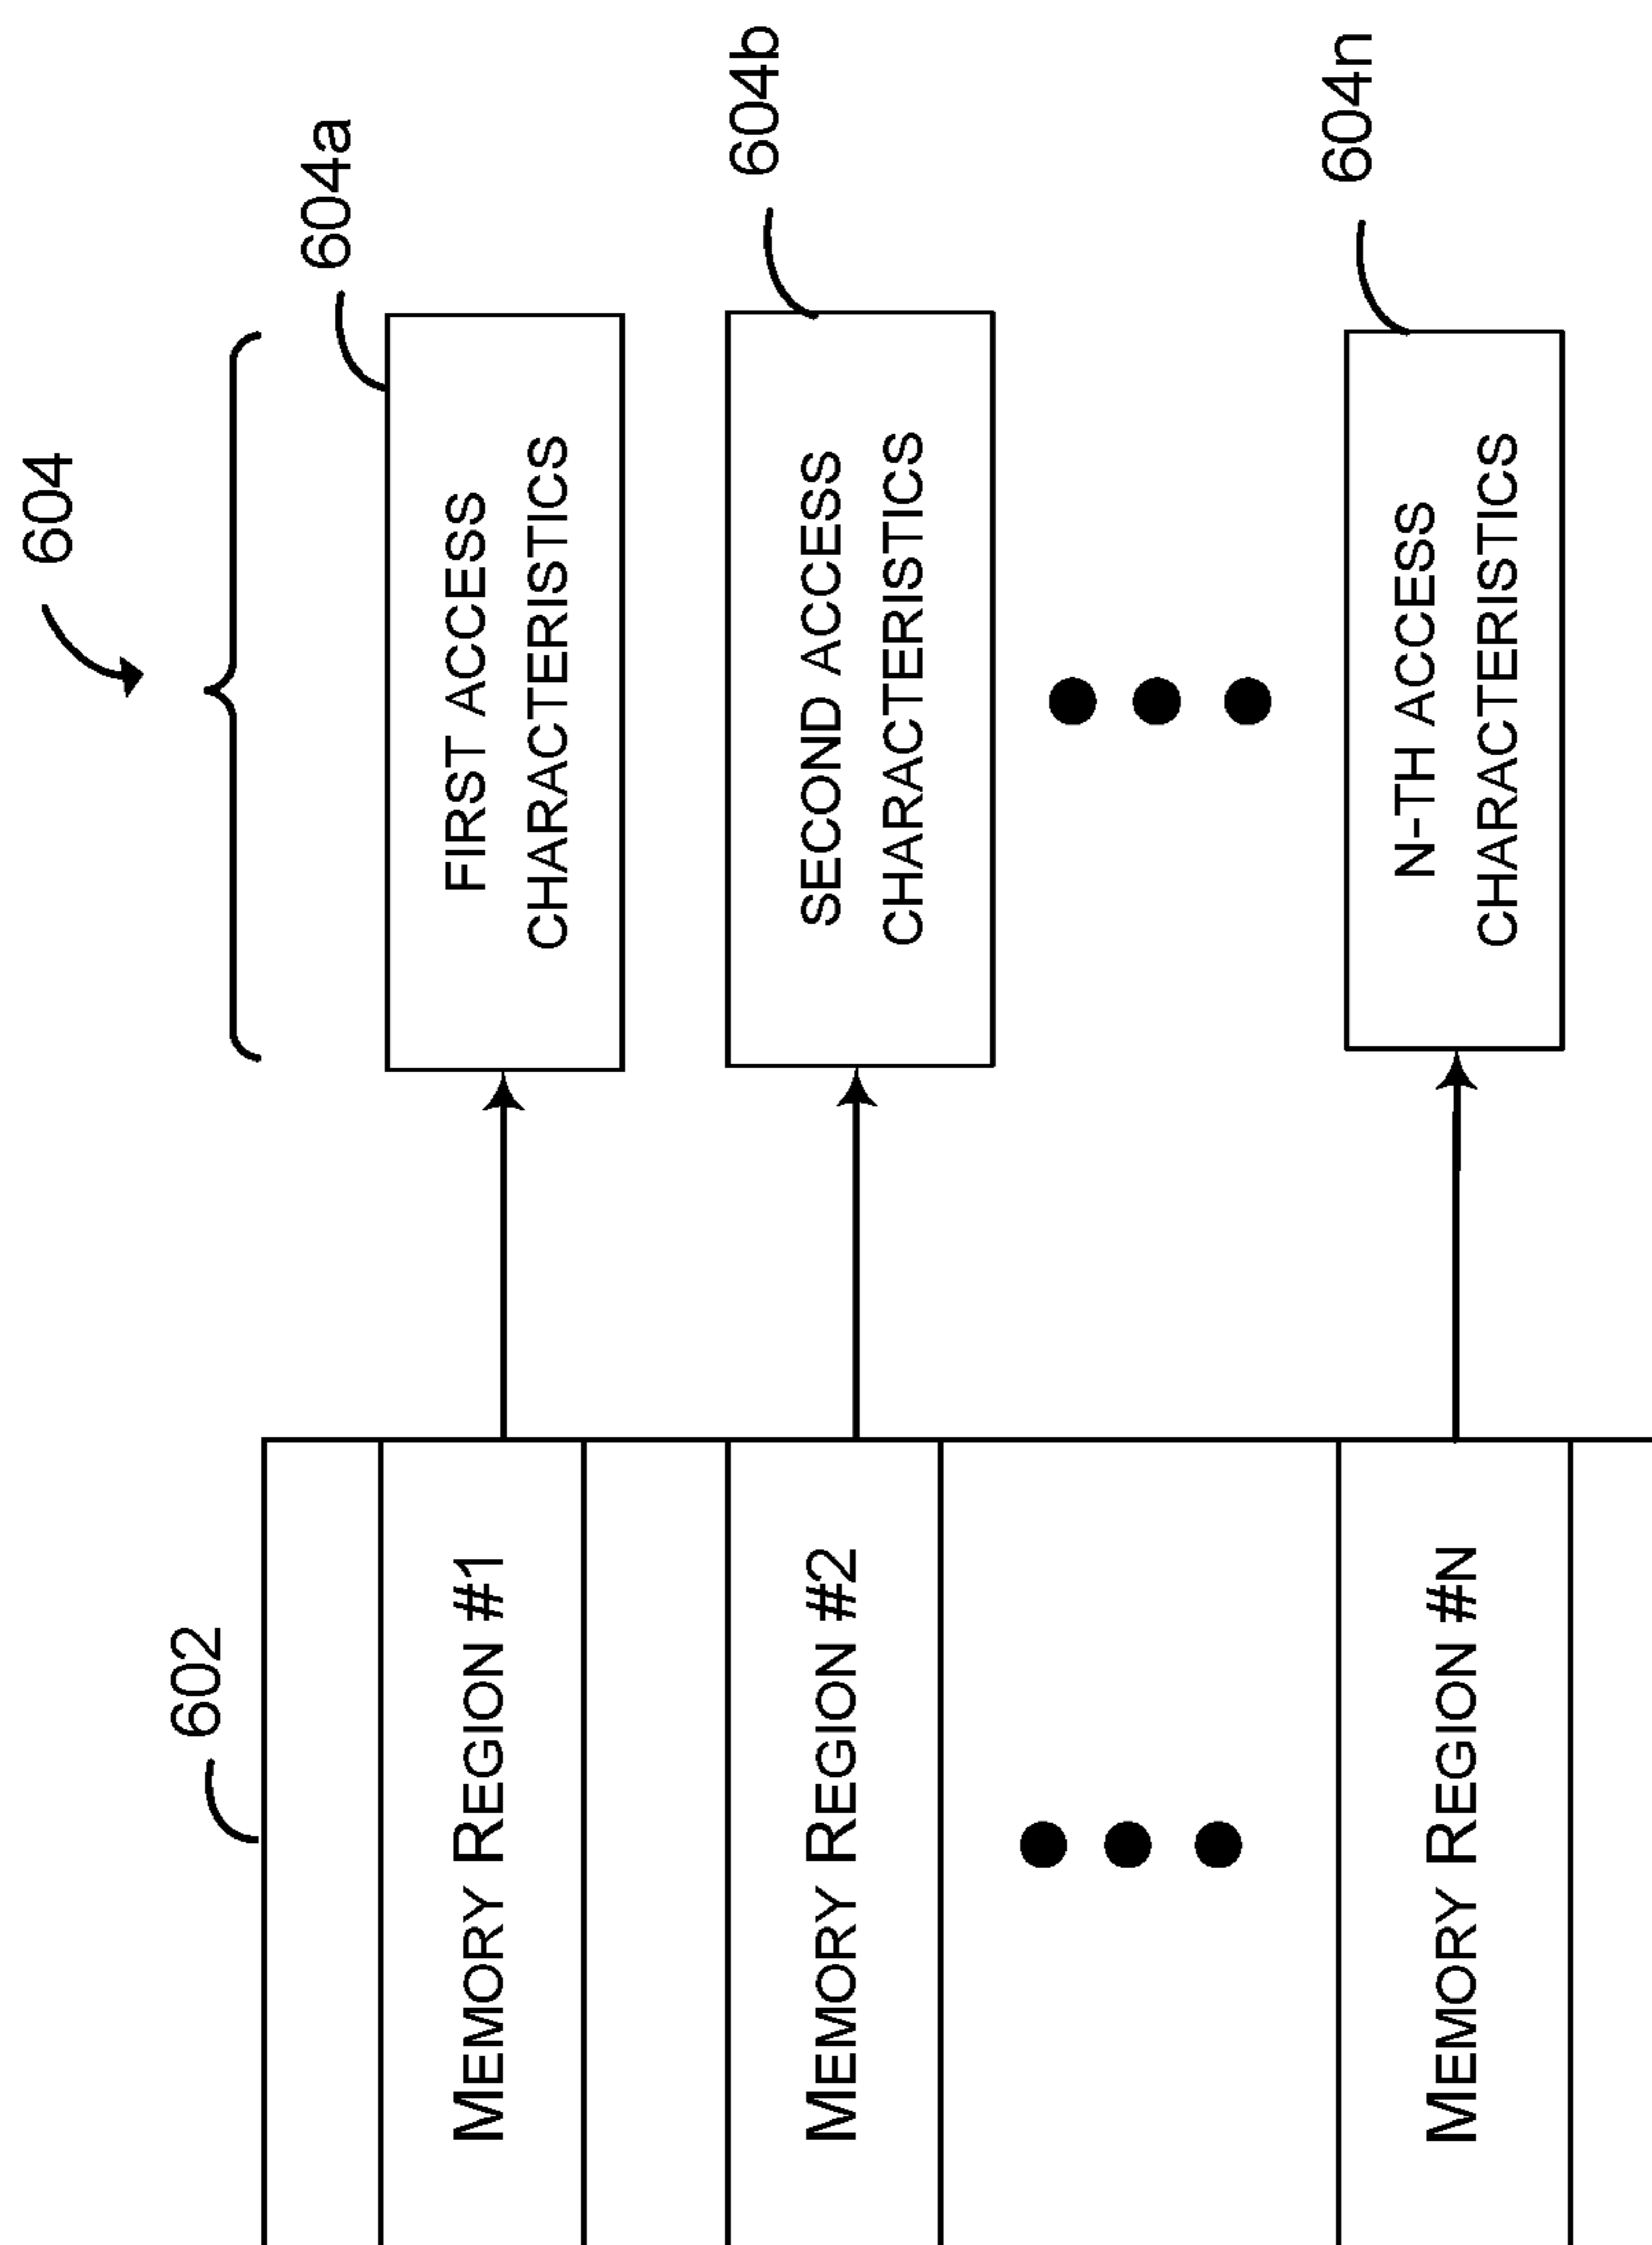 604
602
604a
MEMORY REGION #1
FIRST ACCESS
CHARACTERISTICS
604b
MEMORY REGION #2
SECOND ACCESS
CHARACTERISTICS
604n
MEMORY REGION #N
N-TH ACCESS
CHARACTERISTICS